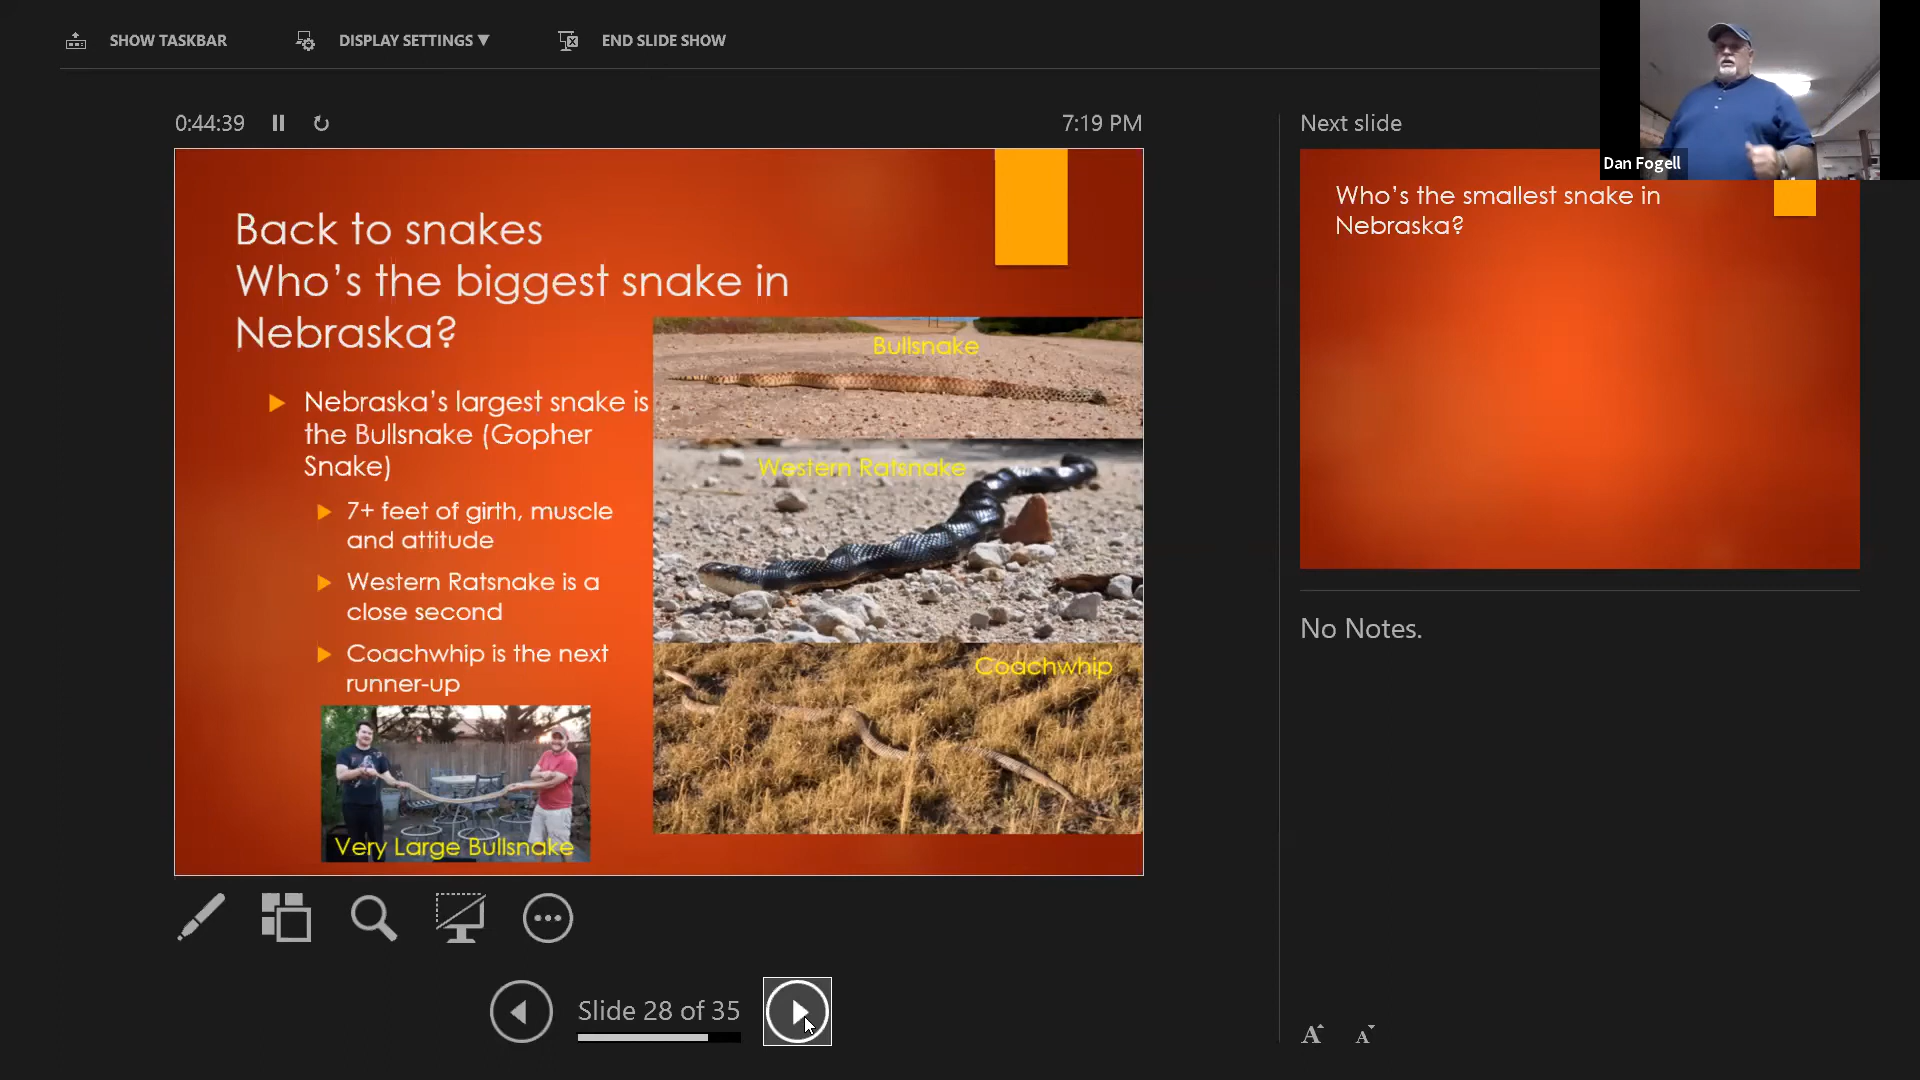 SHOW TASKBAR
DISPLAY SETTINGS ▼
END SLIDE SHOW
0:44:39
7:19 PM
Back to snakes
Who's the biggest snake in
Nebraska?
Nebraska's largest snake is
the Bullsnake (Gopher
Snake)
7+ feet of girth, muscle
and attitude
Western Ratsnake is a
close second
Coachwhip is the next
runner-up
Bullsnake
Western Ratsnake
Coachwhip
Very Large Bullsnake
Slide 28 of 35
Next slide
Dan Fogell
Who's the smallest snake in
Nebraska?
No Notes.
A A